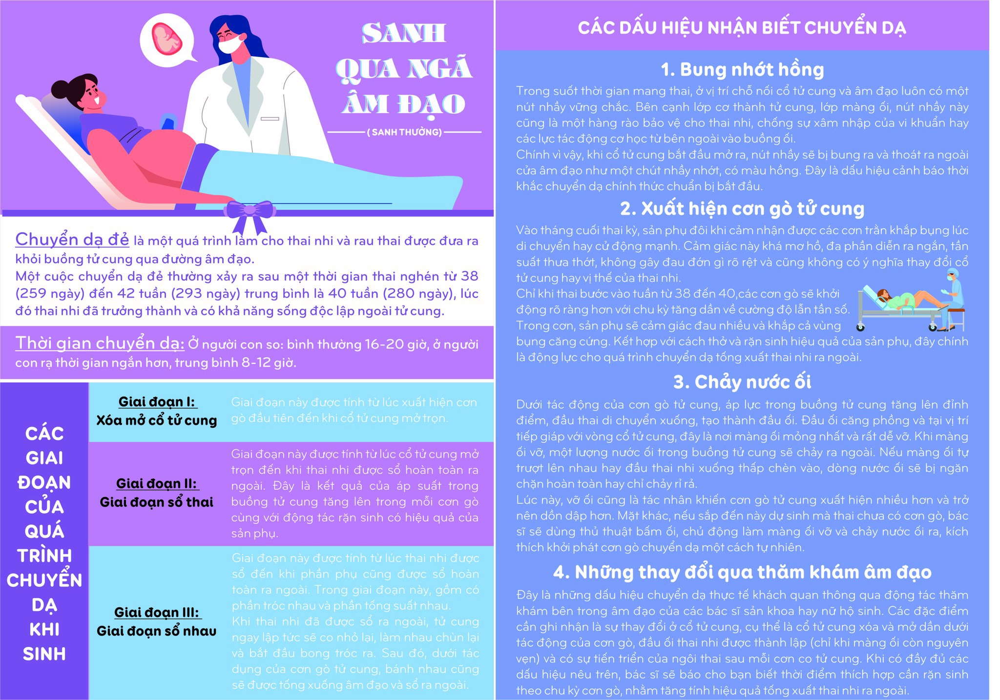 SANH
QUA NGÃ
ÂM ĐẠO
( SANH THƯỜNG)
Chuyển dạ đẻ là một quá trình làm cho thai nhi và rau thai được đưa ra
khỏi buồng tử cung qua đường âm đạo.
Một cuộc chuyển dạ đẻ thường xảy ra sau một thời gian thai nghén từ 38
(259 ngày) đến 42 tuần (293 ngày) trung bình là 40 tuần (280 ngày), lúc
đó thai nhi đã trưởng thành và có khả năng sống độc lập ngoài tử cung.
Thời gian chuyển dạ: Ở người con so: bình thường 16-20 giờ, ở người
con rạ thời gian ngắn hơn, trung bình 8-12 giờ.
CÁC
GIAI
ĐOẠN
CỦA
QUÁ
TRÌNH
CHUYỂN
DẠ
KHI
SINH
Giai đoạn I:
Xóa mở cổ tử cung
Giai đoạn này được tính từ lúc xuất hiện cơn
gò đầu tiên đến khi cổ tử cung mở trọn.
Giai đoạn II:
Giai đoạn sổ thai
Giai đoạn này được tính từ lúc cổ tử cung mở
trọn đến khi thai nhi được sổ hoàn toàn ra
ngoài. Đây là kết quả của áp suất trong
buồng tử cung tăng lên trong mỗi cơn gò
cùng với động tác rặn sinh có hiệu quả của
sản phụ.
Giai đoạn III:
Giai đoạn sổ nhau
Giai đoạn này được tính từ lúc thai nhi được
sổ đến khi phần phụ cũng được sổ hoàn
toàn ra ngoài. Trong giai đoạn này, gồm có
phần tróc nhau và phần tống suất nhau.
Khi thai nhi đã được sổ ra ngoài, tử cung
ngay lập tức sẽ co nhỏ lại, làm nhau chùn lại
và bắt đầu bong tróc ra. Sau đó, dưới tác
dụng của cơn gò tử cung, bánh nhau cũng
sẽ được tống xuống âm đạo và sổ ra ngoài.
CÁC DẤU HIỆU NHẬN BIẾT CHUYỂN DẠ
1. Bung nhớt hồng
Trong suốt thời gian mang thai, ở vị trí chỗ nối cổ tử cung và âm đạo luôn có một
nút nhầy vững chắc. Bên cạnh lớp cơ thành tử cung, lớp màng ối, nút nhầy này
cũng là một hàng rào bảo vệ cho thai nhi, chống sự xâm nhập của vi khuẩn hay
các lực tác động cơ học từ bên ngoài vào buồng ối.
Chính vì vậy, khi cổ tử cung bắt đầu mở ra, nút nhầy sẽ bị bung ra và thoát ra ngoài
cửa âm đạo như một chút nhầy nhớt, có màu hồng. Đây là dấu hiệu cảnh báo thời
khắc chuyển dạ chính thức chuẩn bị bắt đầu.
2. Xuất hiện cơn gò tử cung
Vào tháng cuối thai kỳ, sản phụ đôi khi cảm nhận được các cơn trằn khắp bụng lúc
di chuyển hay cử động mạnh. Cảm giác này khá mơ hồ, đa phần diễn ra ngắn, tần
suất thưa thớt, không gây đau đớn gì rõ rệt và cũng không có ý nghĩa thay đổi cổ
tử cung hay vị thế của thai nhi.
Chỉ khi thai bước vào tuần từ 38 đến 40,các cơn gò sẽ khởi
động rõ ràng hơn với chu kỳ tăng dần về cường độ lẫn tần số.
Trong cơn, sản phụ sẽ cảm giác đau nhiều và khắp cả vùng
bụng căng cứng. Kết hợp với cách thở và rặn sinh hiệu quả của sản phụ, đây chính
là động lực cho quá trình chuyển dạ tống xuất thai nhi ra ngoài.
3. Chảy nước ối
Dưới tác động của cơn gò tử cung, áp lực trong buồng tử cung tăng lên đỉnh
điểm, đầu thai di chuyển xuống, tạo thành đầu ối. Đầu ối căng phồng và tại vị trí
tiếp giáp với vòng cổ tử cung, đây là nơi màng ối mỏng nhất và rất dễ vỡ. Khi màng
ối vỡ, một lượng nước ối trong buồng tử cung sẽ chảy ra ngoài. Nếu màng ối tự
trượt lên nhau hay đầu thai nhi xuống thấp chèn vào, dòng nước ối sẽ bị ngăn
chặn hoàn toàn hay chỉ chảy rỉ rả.
Lúc này, vỡ ối cũng là tác nhân khiến cơn gò tử cung xuất hiện nhiều hơn và trở
nên dồn dập hơn. Mặt khác, nếu sắp đến này dự sinh mà thai chưa có cơn gò, bác
sĩ sẽ dùng thủ thuật bấm ối, chủ động làm màng ối vỡ và chảy nước ối ra, kích
thích khởi phát cơn gò chuyển dạ một cách tự nhiên.
4. Những thay đổi qua thăm khám âm đạo
Đây là những dấu hiệu chuyển dạ thực tế khách quan thông qua động tác thăm
khám bên trong âm đạo của các bác sĩ sản khoa hay nữ hộ sinh. Các đặc điểm
cần ghi nhận là sự thay đổi ở cổ tử cung, cụ thể là cổ tử cung xóa và mở dần dưới
tác động của cơn gò, đầu ối thai nhi được thành lập (chỉ khi màng ối còn nguyên
vẹn) và có sự tiến triển của ngôi thai sau mỗi cơn co tử cung. Khi có đầy đủ các
dấu hiệu nêu trên, bác sĩ sẽ báo cho bạn biết thời điểm thích hợp cần rặn sinh
theo chu kỳ cơn gò, nhằm tăng tính hiệu quả tống xuất thai nhi ra ngoài.